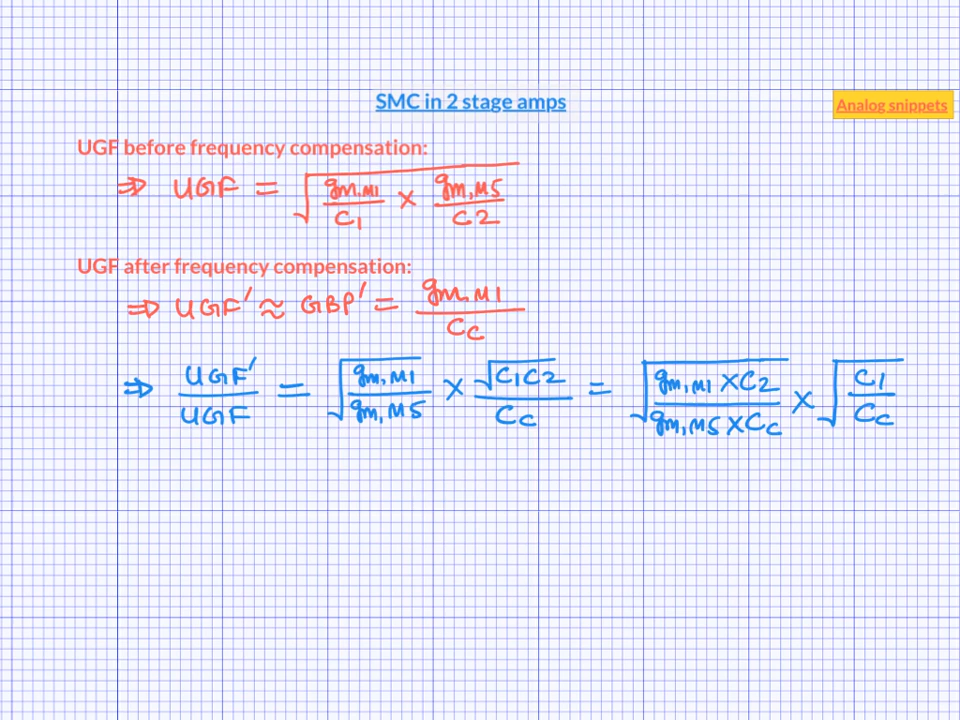 SMC in 2 stage amps
Analog snippets
UGF before frequency compensation:
⇒ UGF = √(gm,M1/C1 × gm,M5/C2)
UGF after frequency compensation:
⇒ UGF' ≈ GBP' = gm,M1/Cc
⇒ UGF'/UGF = √(gm,M1/gm,M5) × √(C1C2)/Cc = √((gm,M1 × C2)/(gm,M5 × Cc)) × √(C1/Cc)